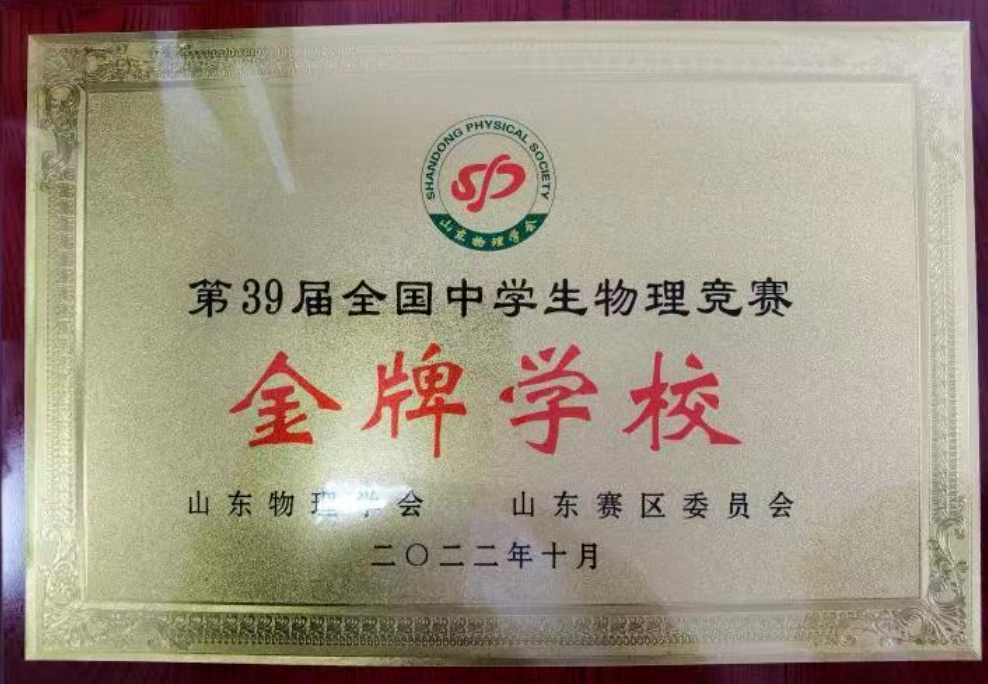 SHANDONG PHYSICAL SOCIETY
山东物理学会
第39届全国中学生物理竞赛
金牌学校
山东物理学会 山东赛区委员会
二〇二二年十月